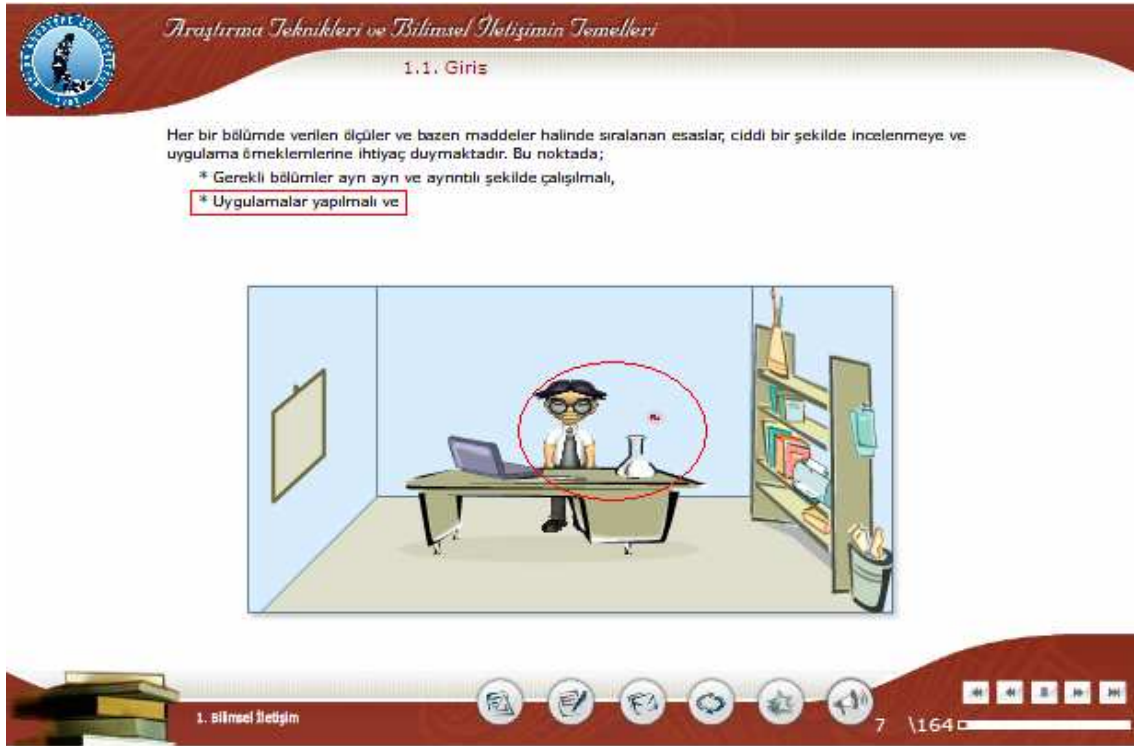 Araştırma Teknikleri ve Bilimsel İletişimin Temelleri
1.1. Giriş
Her bir bölümde verilen ölçüler ve bazen maddeler halinde sıralanan esaslar, ciddi bir şekilde incelenmeye ve
uygulama örneklemlerine ihtiyaç duymaktadır. Bu noktada;
* Gerekli bölümler ayrı ayrı ve ayrıntılı şekilde çalışılmalı,
* Uygulamalar yapılmalı ve
1. Bilimsel İletişim
7 \164